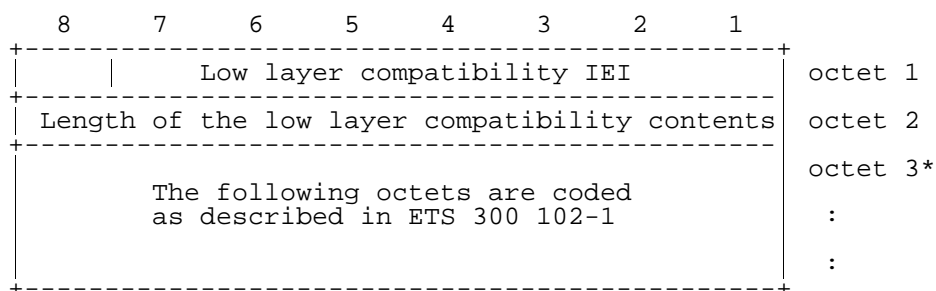 8 7 6 5 4 3 2 1
Low layer compatibility IEI octet 1
Length of the low layer compatibility contents octet 2
octet 3*
The following octets are coded
as described in ETS 300 102-1 :
: